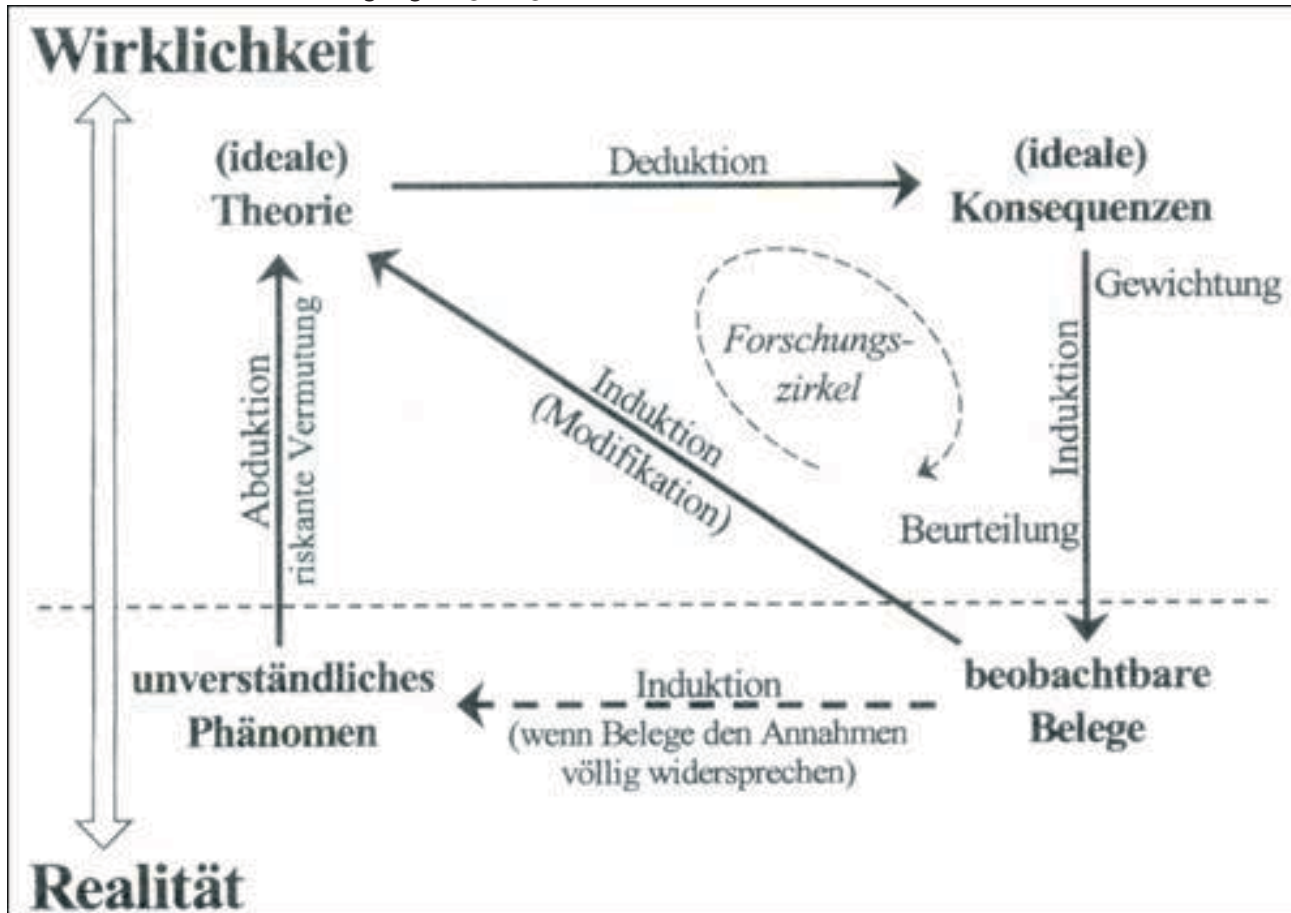 Wirklichkeit
(ideale)
Theorie
Deduktion
(ideale)
Konsequenzen
Gewichtung
Induktion
Forschungs-
zirkel
Beurteilung
Induktion
(Modifikation)
Abduktion
riskante Vermutung
unverständliches
Phänomen
Induktion
(wenn Belege den Annahmen
völlig widersprechen)
beobachtbare
Belege
Realität